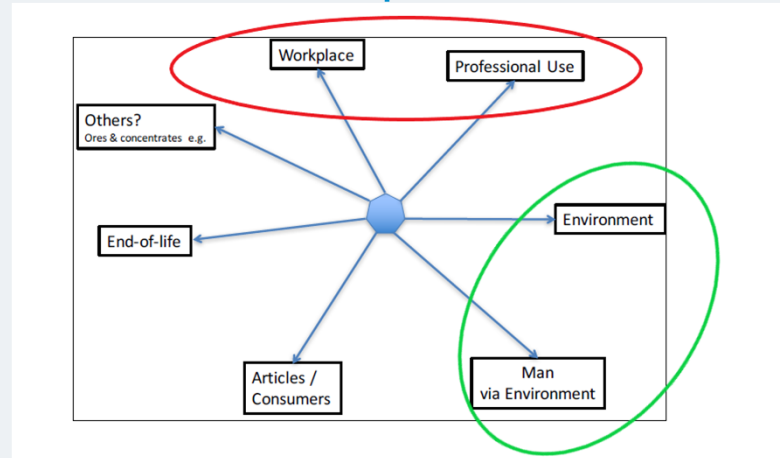 Workplace
Professional Use
Others?
Ores & concentrates e.g.
Environment
End-of-life
Man
via Environment
Articles /
Consumers